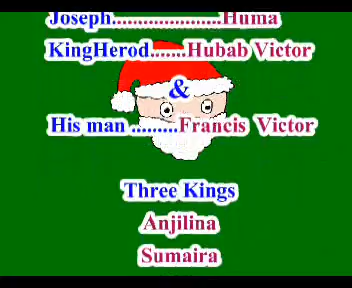 Joseph......................Huma
KingHerod.......Hubab Victor
&
His man .........Francis Victor
Three Kings
Anjilina
Sumaira